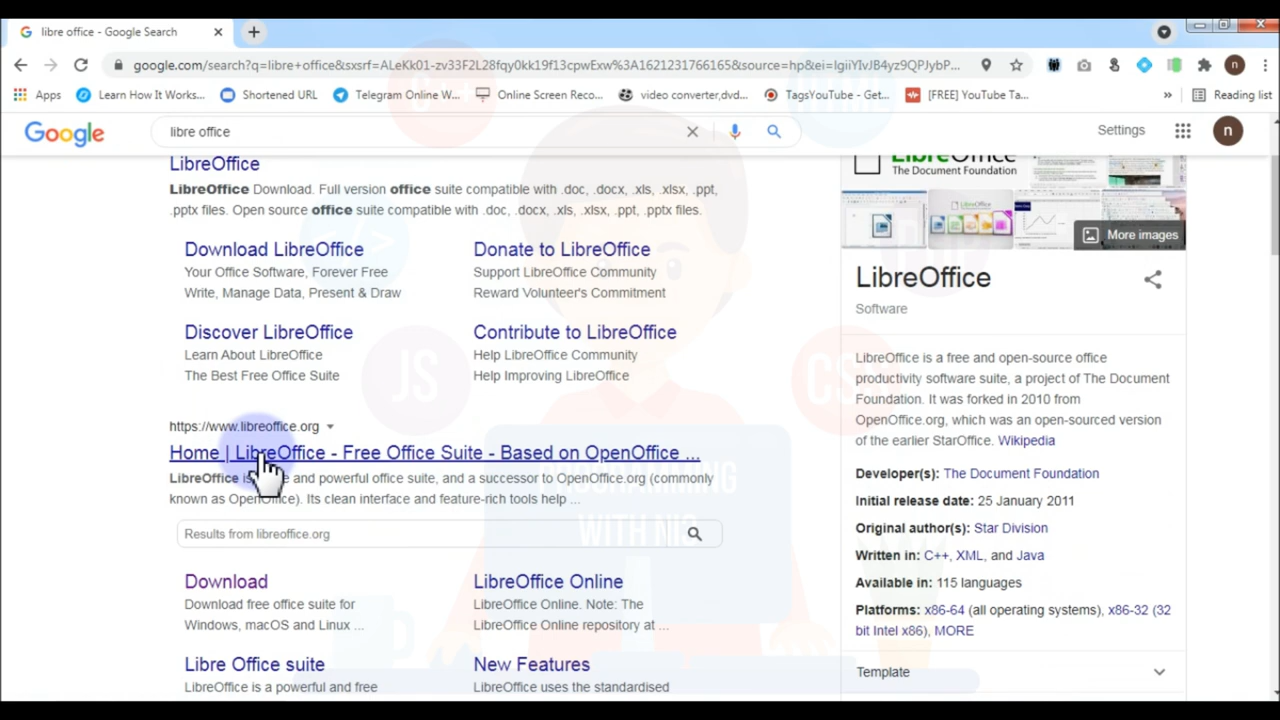 libre office - Google Search
google.com/search?q=libre+office&sxsrf=ALeKk01-zv33F2L28fqy0kk19f13cpwExw%3A1621231766165&source=hp&ei=IgiiYIvJB4yz9QPJybP...
Apps Learn How It Works... Shortened URL Telegram Online W... Online Screen Reco... video converter,dvd... TagsYouTube - Get... [FREE] YouTube Ta... » Reading list
Google libre office Settings n
LibreOffice
LibreOffice Download. Full version office suite compatible with .doc, .docx, .xls, .xlsx, .ppt,
.pptx files. Open source office suite compatible with .doc, .docx, .xls, .xlsx, .ppt, .pptx files.
Download LibreOffice
Your Office Software, Forever Free
Write, Manage Data, Present & Draw
Donate to LibreOffice
Support LibreOffice Community
Reward Volunteer's Commitment
Discover LibreOffice
Learn About LibreOffice
The Best Free Office Suite
Contribute to LibreOffice
Help LibreOffice Community
Help Improving LibreOffice
https://www.libreoffice.org
Home | LibreOffice - Free Office Suite - Based on OpenOffice ...
LibreOffice is and powerful office suite, and a successor to OpenOffice.org (commonly
known as OpenOffice). Its clean interface and feature-rich tools help ...
Results from libreoffice.org
Download
Download free office suite for
Windows, macOS and Linux ...
LibreOffice Online
LibreOffice Online. Note: The
LibreOffice Online repository at ...
Libre Office suite
LibreOffice is a powerful and free
New Features
LibreOffice uses the standardised
LibreOffice
The Document Foundation
More images
LibreOffice
Software
LibreOffice is a free and open-source office
productivity software suite, a project of The Document
Foundation. It was forked in 2010 from
OpenOffice.org, which was an open-sourced version
of the earlier StarOffice. Wikipedia
Developer(s): The Document Foundation
Initial release date: 25 January 2011
Original author(s): Star Division
Written in: C++, XML, and Java
Available in: 115 languages
Platforms: x86-64 (all operating systems), x86-32 (32
bit Intel x86), MORE
Template
JS
PROGRAMMING
WITH NIS